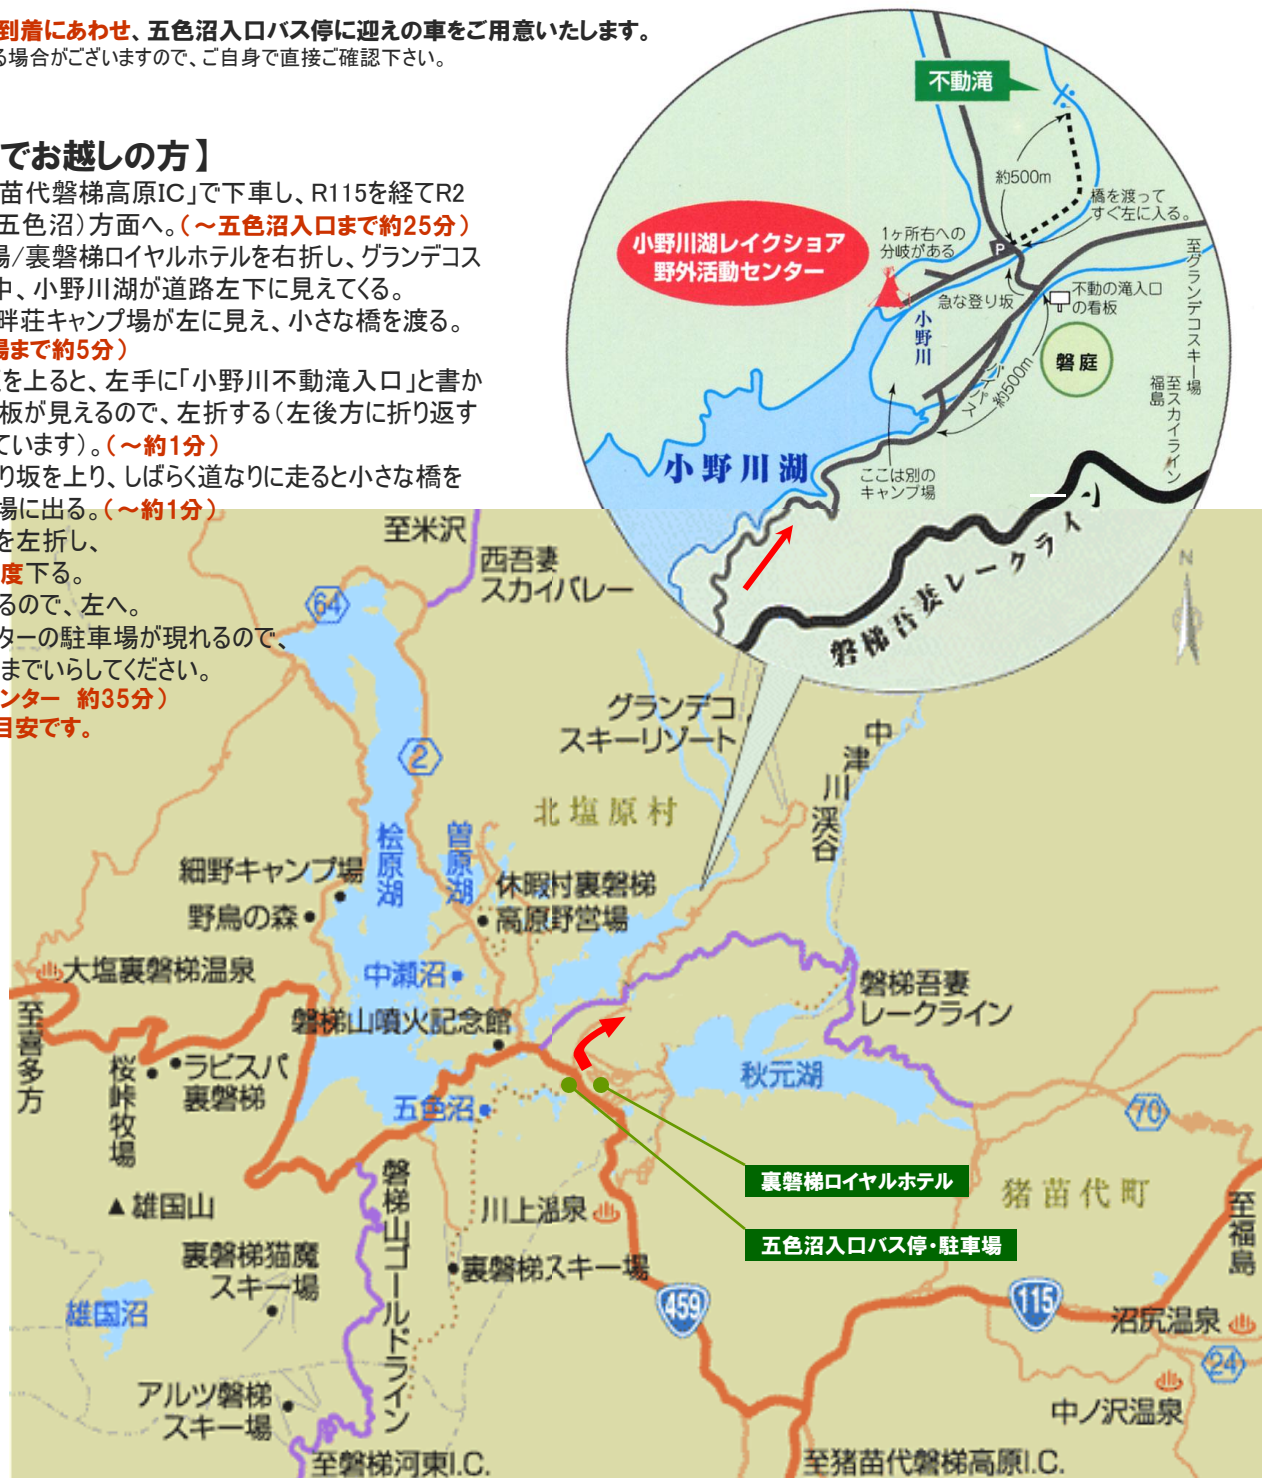 到着にあわせ、五色沼入口バス停に迎えの車をご用意いたします。
る場合がございますので、ご自身で直接ご確認下さい。
でお越しの方】
苗代磐梯高原IC」で下車し、R115を経てR2
五色沼）方面へ。（～五色沼入口まで約25分）
場/裏磐梯ロイヤルホテルを右折し、グランデコス
中、小野川湖が道路左下に見えてくる。
畔荘キャンプ場が左に見え、小さな橋を渡る。
場まで約5分）
を上ると、左手に「小野川不動滝入口」と書か
板が見えるので、左折する（左後方に折り返す
ています）。（～約1分）
り坂を上り、しばらく道なりに走ると小さな橋を
場に出る。（～約1分）
を左折し、
度下る。
るので、左へ。
ターの駐車場が現れるので、
までいらしてください。
ンター　約35分）
目安です。
不動滝
約500m
橋を渡って
すぐ左に入る。
小野川湖レイクショア
野外活動センター
1ヶ所右への
分岐がある
P
急な登り坂
不動の滝入口
の看板
小野川
磐庭
バイパス
約500m
至グランデコスキー場
至スカイライン
福島
小野川湖
ここは別の
キャンプ場
磐梯吾妻レークライン
N
至米沢
西吾妻
スカイバレー
64
グランデコ
スキーリゾート
中津川渓谷
2
北塩原村
桧原湖
曽原湖
細野キャンプ場
野鳥の森
休暇村裏磐梯
高原野営場
大塩裏磐梯温泉
中瀬沼
磐梯吾妻
レークライン
至喜多方
磐梯山噴火記念館
桜峠牧場
ラビスパ
裏磐梯
秋元湖
五色沼
70
裏磐梯ロイヤルホテル
猪苗代町
雄国山
磐梯山ゴールドライン
川上温泉
至福島
五色沼入口バス停・駐車場
裏磐梯猫魔
スキー場
裏磐梯スキー場
雄国沼
459
115
沼尻温泉
24
アルツ磐梯
スキー場
中ノ沢温泉
至磐梯河東I.C.
至猪苗代磐梯高原I.C.